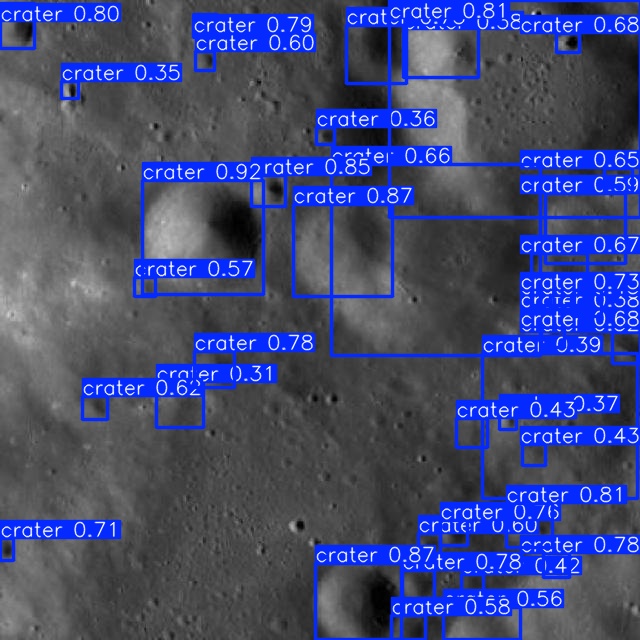 crater 0.80
crater 0.79
crater 0.60
crater 0.81
crater 0.68
crater 0.35
crater 0.36
crater 0.66
crater 0.65
crater 0.92
crater 0.85
crater 0.87
crater 0.59
crater 0.57
crater 0.67
crater 0.73
crater 0.68
crater 0.78
crater 0.39
crater 0.31
crater 0.62
crater 0.43
0.37
crater 0.43
crater 0.81
crater 0.76
crater 0.60
crater 0.71
crater 0.78
crater 0.87
0.78
0.42
crater 0.58
0.56